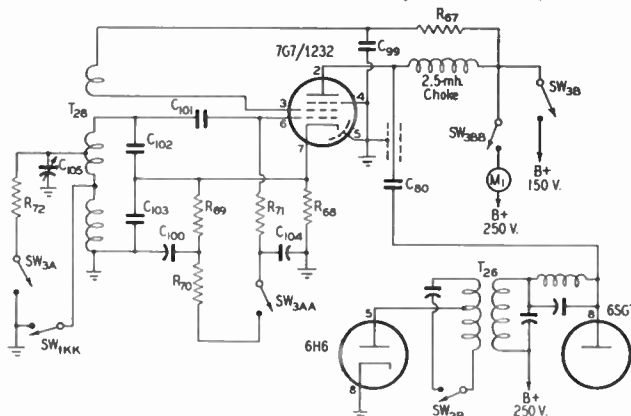 R67
7G7/1232
C99
2
3
4
6
5
7
2.5-mh.
Choke
SW3B
SW3BB
M1
B+
150 V.
B+
250 V.
T28
C101
C102
C105
R72
C103
C100
R69
R71
R68
C104
R70
SW3A
SW3AA
SW1KK
C80
T26
5
6H6
8
8
B+
250 V.